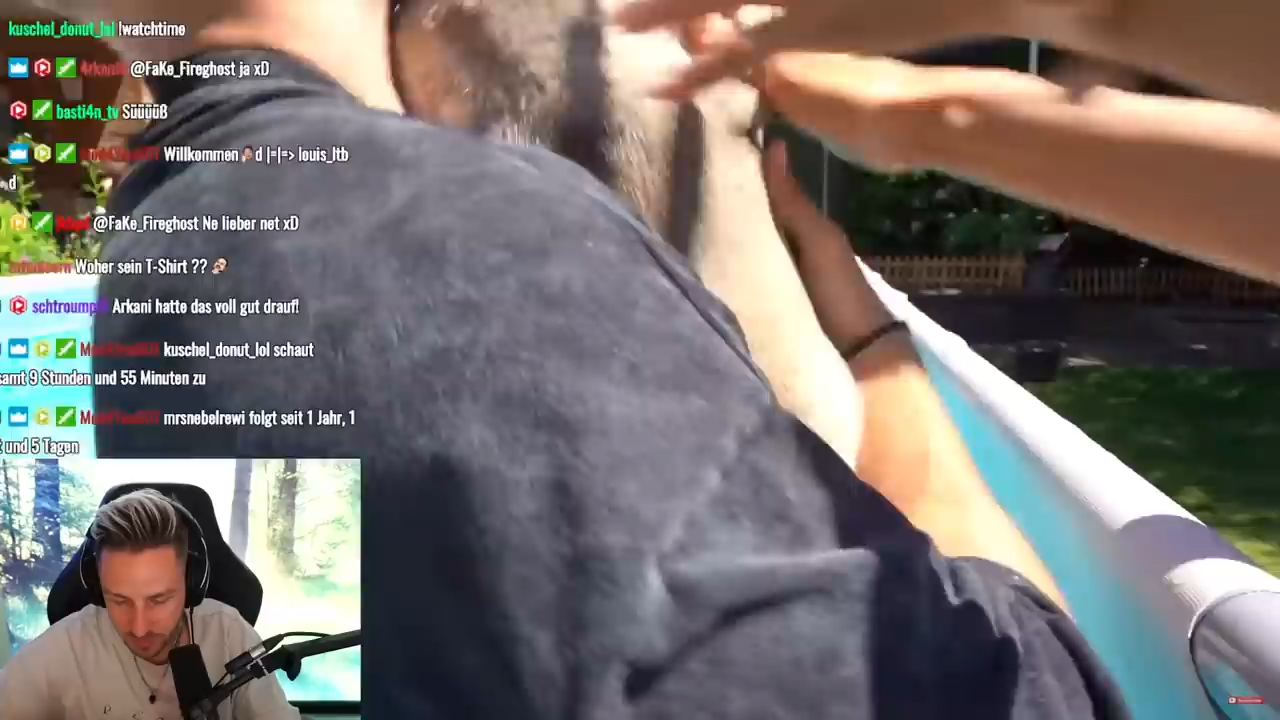 kuschel_donut_lol !watchtime
@FaKe_Fireghost ja xD
basti4n_tv Süüüüß
Willkommen d |=|=> louis_ltb
d
@FaKe_Fireghost Ne lieber net xD
Woher sein T-Shirt ??
schtroumpf Arkani hatte das voll gut drauf!
kuschel_donut_lol schaut
samt 9 Stunden und 55 Minuten zu
mrsnebelrewi folgt seit 1 Jahr, 1
t und 5 Tagen